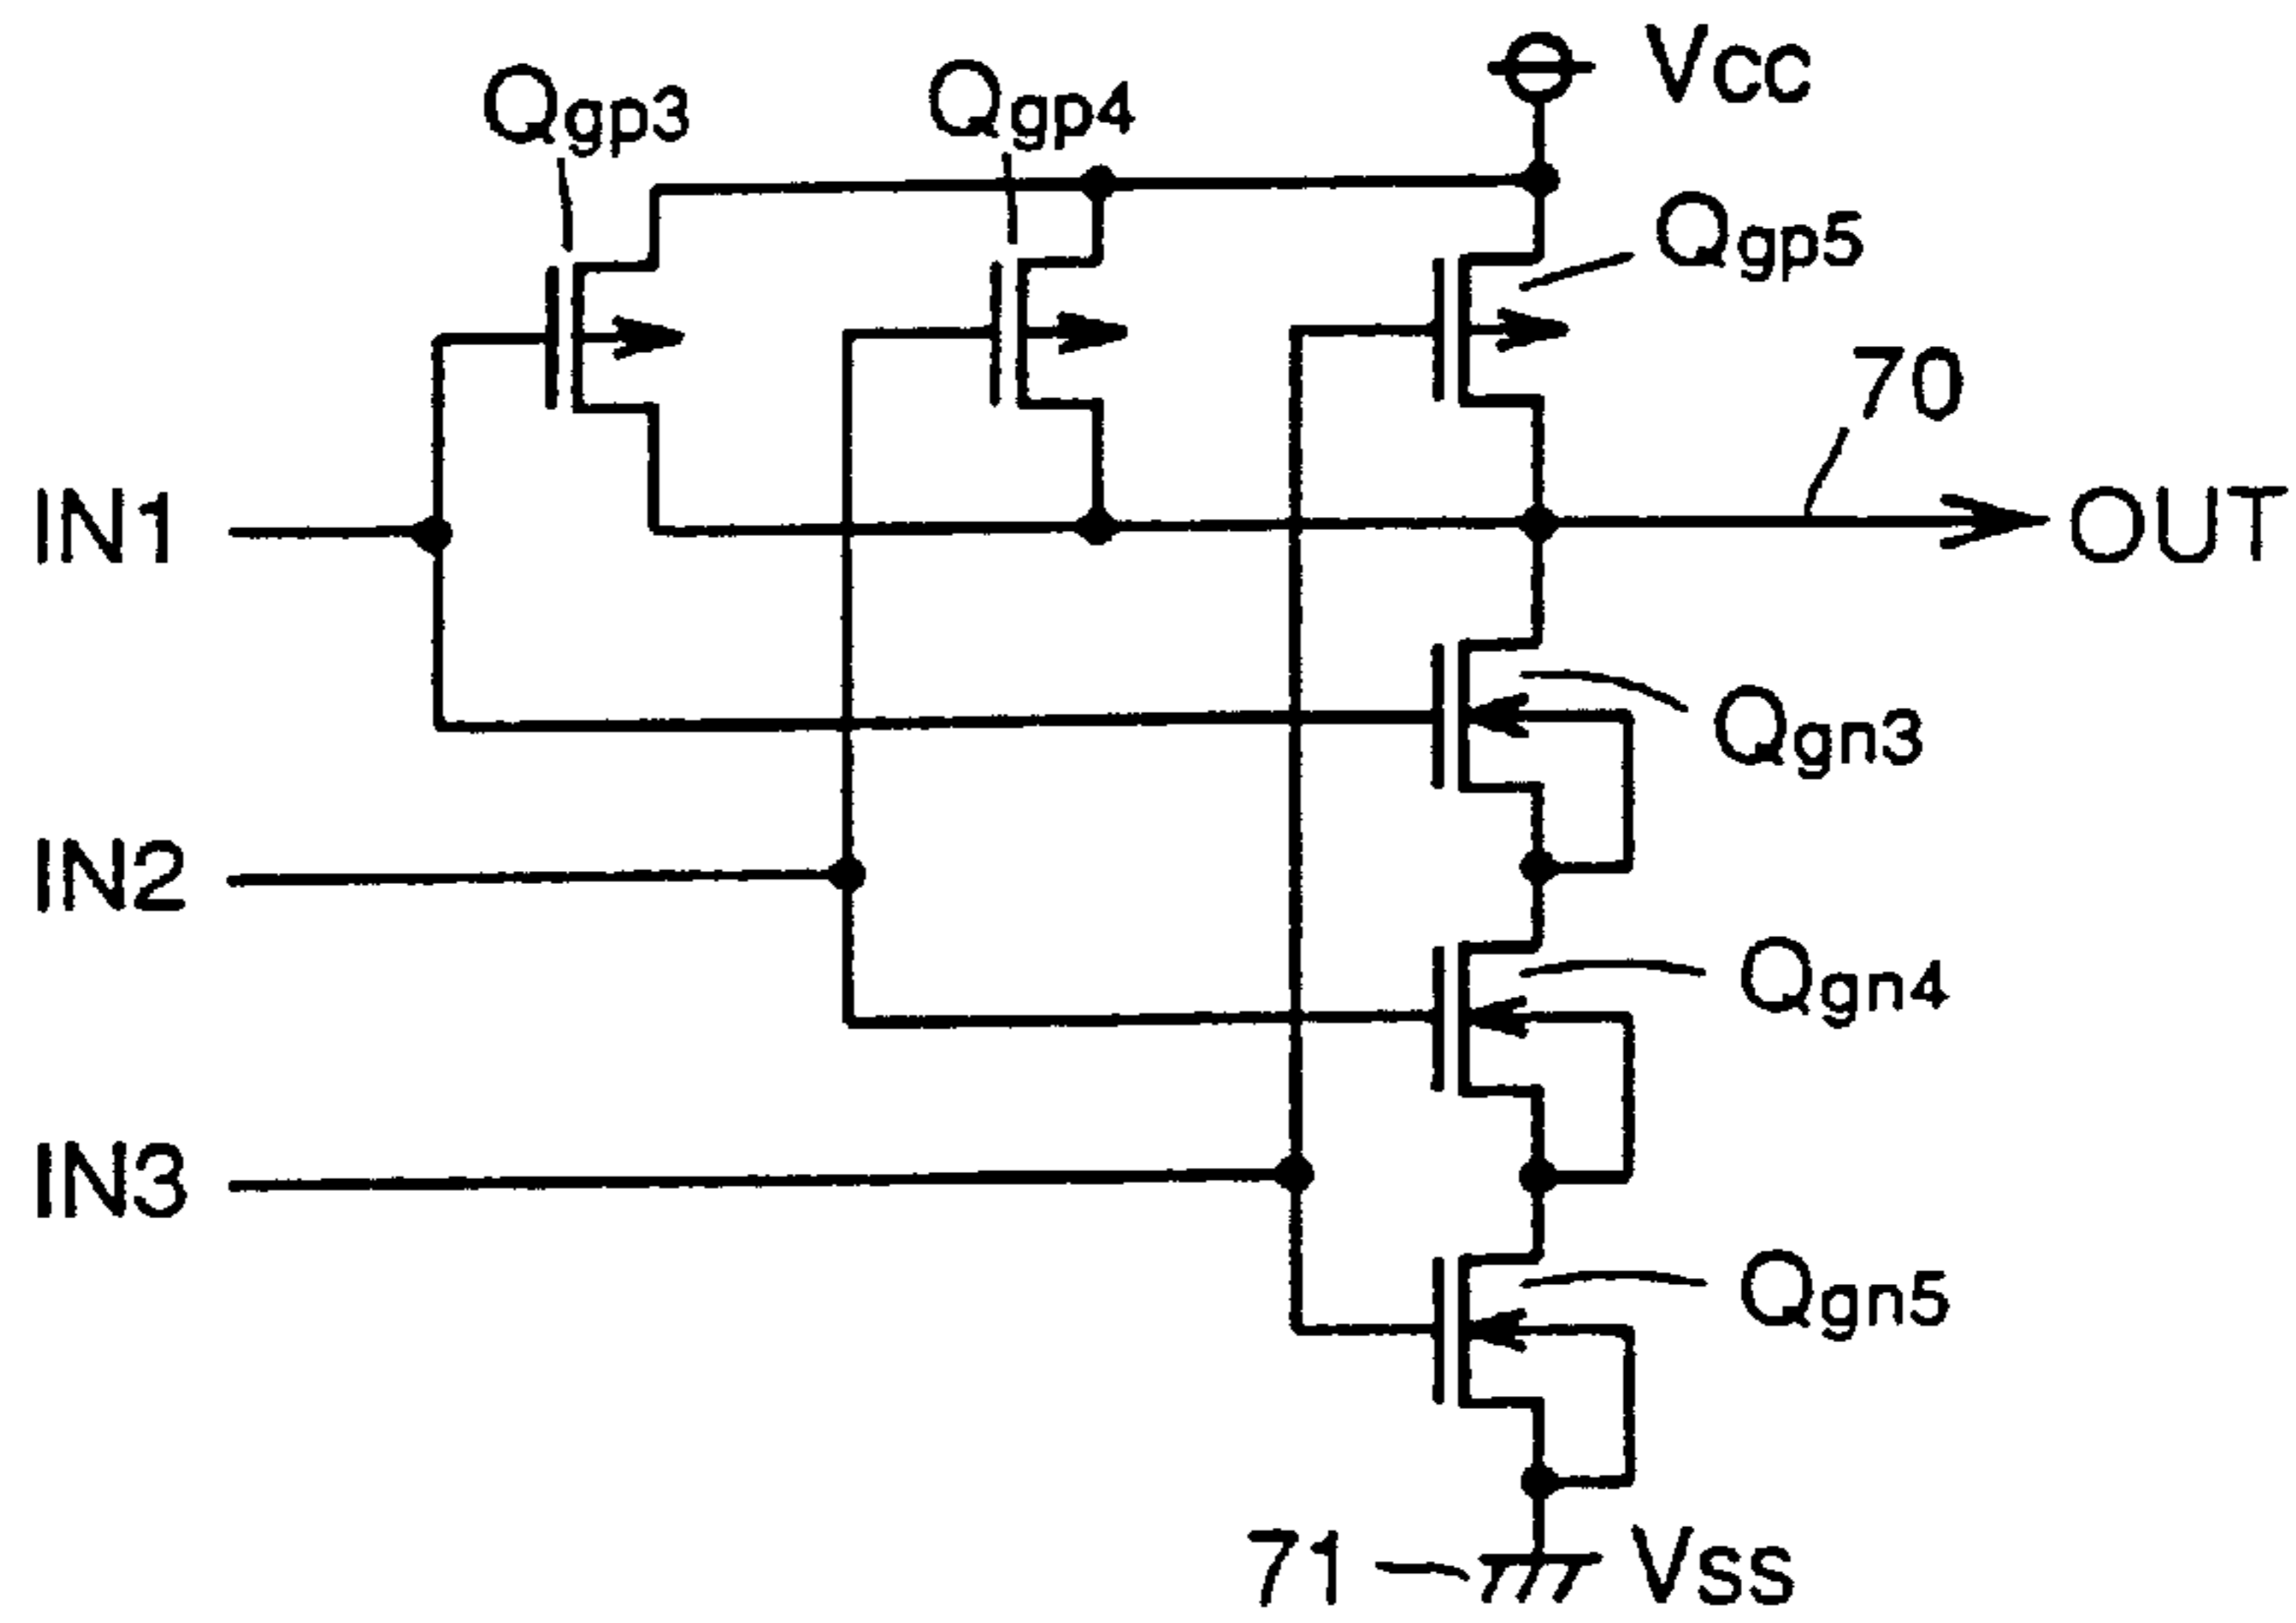 Qgp3
Qgp4
Vcc
Qgp5
70
IN1
OUT
Qgn3
IN2
Qgn4
IN3
Qgn5
71
Vss